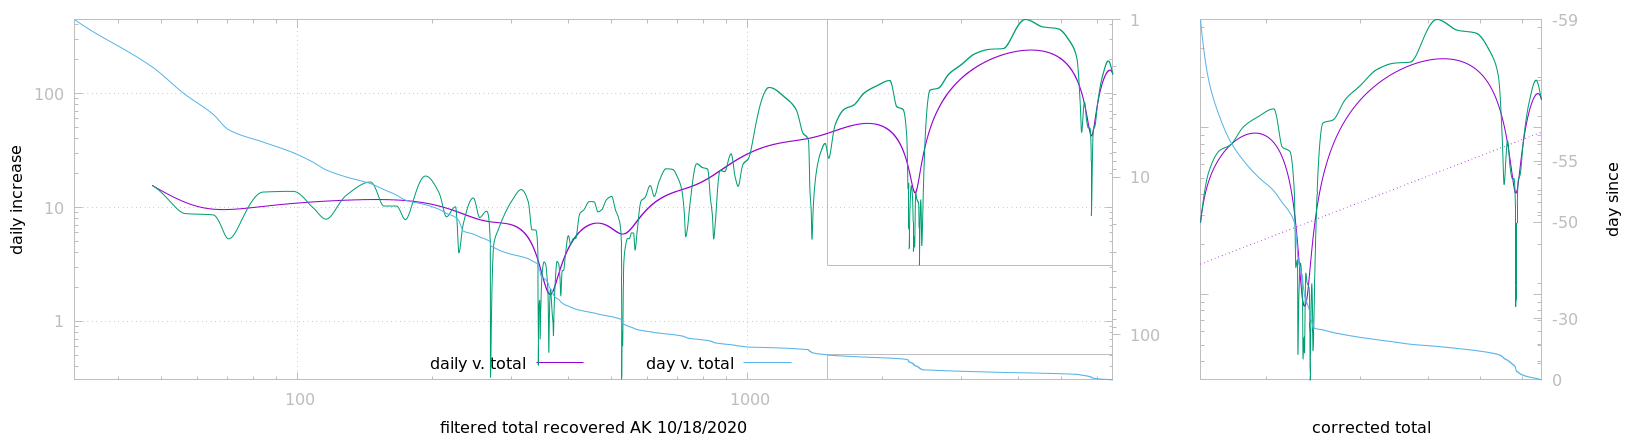 1
-59
100
daily increase
-55
10
day since
10
-50
-30
1
100
daily v. total
day v. total
0
100
1000
filtered total recovered AK 10/18/2020
corrected total